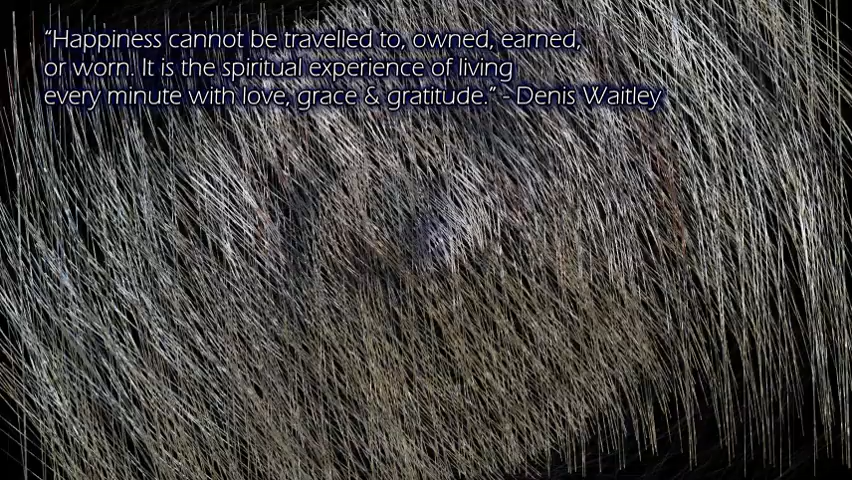 “Happiness cannot be travelled to, owned, earned,
or worn. It is the spiritual experience of living
every minute with love, grace & gratitude.” - Denis Waitley